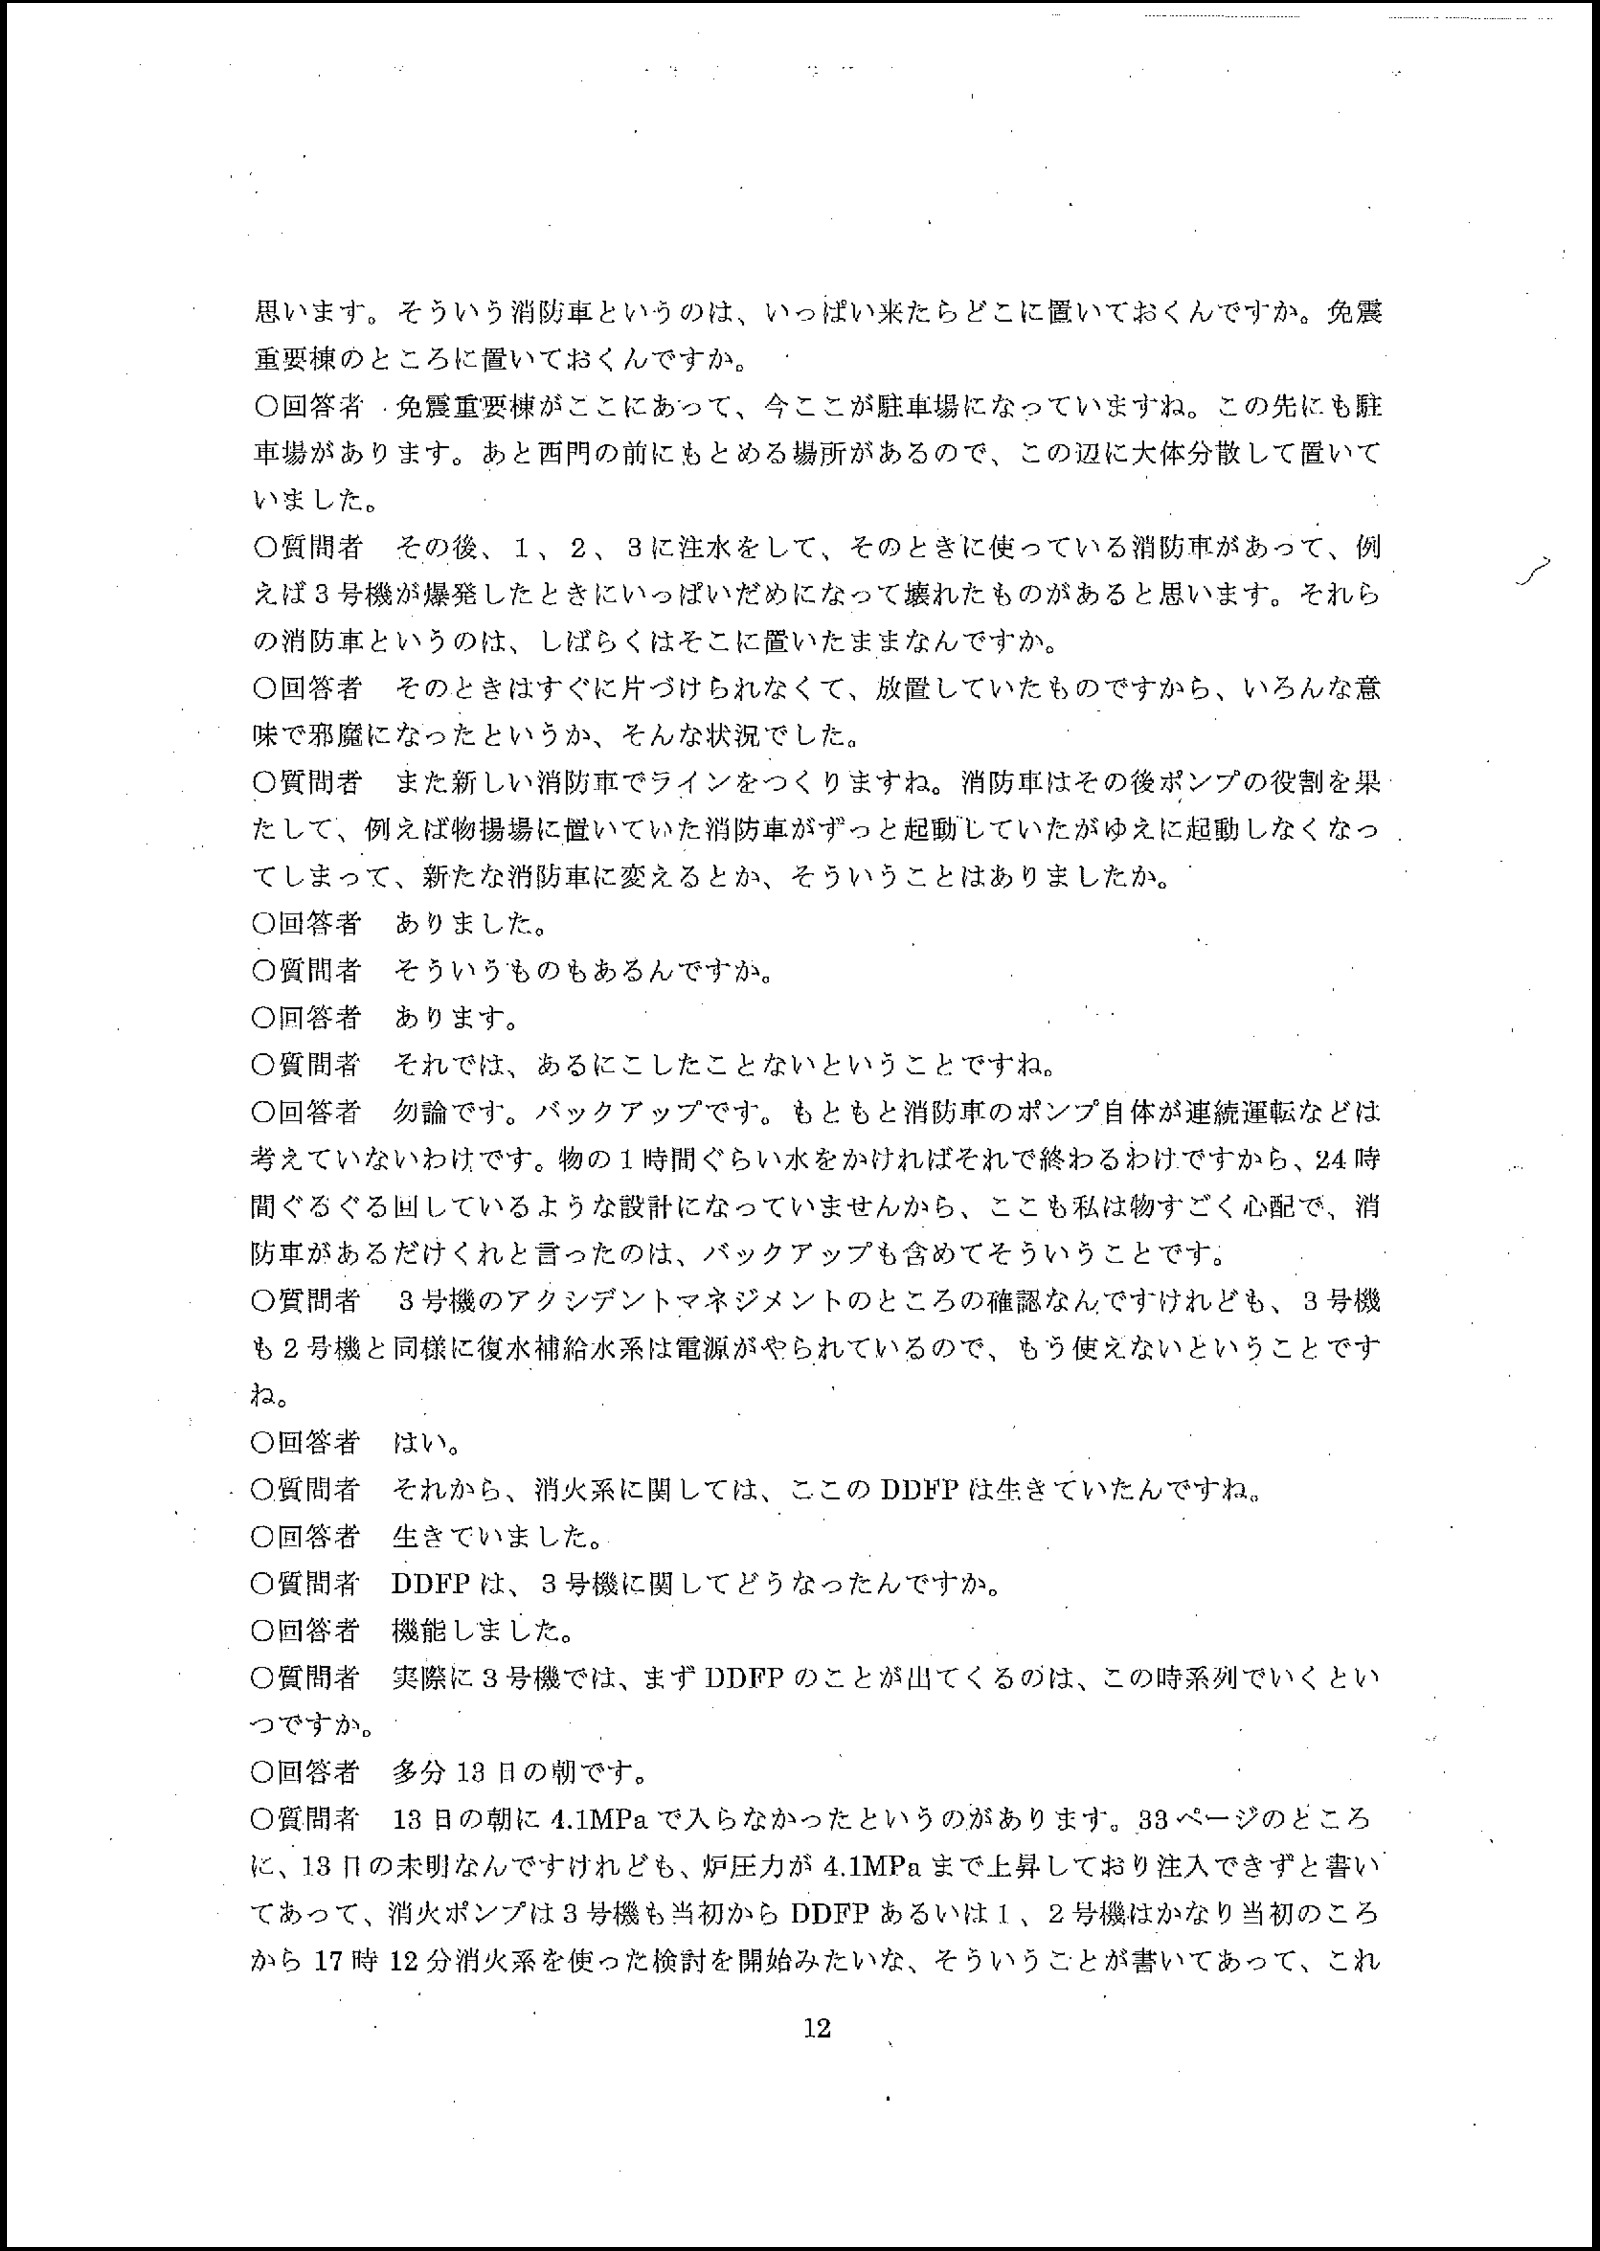 思います。そういう消防車というのは、いっぱい来たらどこに置いておくんですか。免震
重要棟のところに置いておくんですか。
○回答者　免震重要棟がここにあって、今ここが駐車場になっていますね。この先にも駐
車場があります。あと西門の前にもとめる場所があるので、この辺に大体分散して置いて
いました。
○質問者　その後、１、２、３に注水をして、そのときに使っている消防車があって、例
えば３号機が爆発したときにいっぱいだめになって壊れたものがあると思います。それら
の消防車というのは、しばらくはそこに置いたままなんですか。
○回答者　そのときはすぐに片づけられなくて、放置していたものですから、いろんな意
味で邪魔になったというか、そんな状況でした。
○質問者　また新しい消防車でラインをつくりますね。消防車はその後ポンプの役割を果
たして、例えば物揚場に置いていた消防車がずっと起動していたがゆえに起動しなくなっ
てしまって、新たな消防車に変えるとか、そういうことはありましたか。
○回答者　ありました。
○質問者　そういうものもあるんですか。
○回答者　あります。
○質問者　それでは、あるにこしたことないということですね。
○回答者　勿論です。バックアップです。もともと消防車のポンプ自体が連続運転などは
考えていないわけです。物の１時間ぐらい水をかければそれで終わるわけですから、24 時
間ぐるぐる回しているような設計になっていませんから、ここも私は物すごく心配で、消
防車があるだけくれと言ったのは、バックアップも含めてそういうことです。
○質問者　３号機のアクシデントマネジメントのところの確認なんですけれども、３号機
も２号機と同様に復水補給水系は電源がやられているので、もう使えないということです
ね。
○回答者　はい。
○質問者　それから、消火系に関しては、ここの DDFP は生きていたんですね。
○回答者　生きていました。
○質問者　DDFP は、３号機に関してどうなったんですか。
○回答者　機能しました。
○質問者　実際に３号機では、まず DDFP のことが出てくるのは、この時系列でいくとい
つですか。
○回答者　多分 13 日の朝です。
○質問者　13 日の朝に 4.1MPa で入らなかったというのがあります。33 ページのところ
に、13 日の未明なんですけれども、炉圧力が 4.1MPa まで上昇しており注入できずと書い
てあって、消火ポンプは３号機も当初から DDFP あるいは１、２号機はかなり当初のころ
から 17 時 12 分消火系を使った検討を開始みたいな、そういうことが書いてあって、これ
12